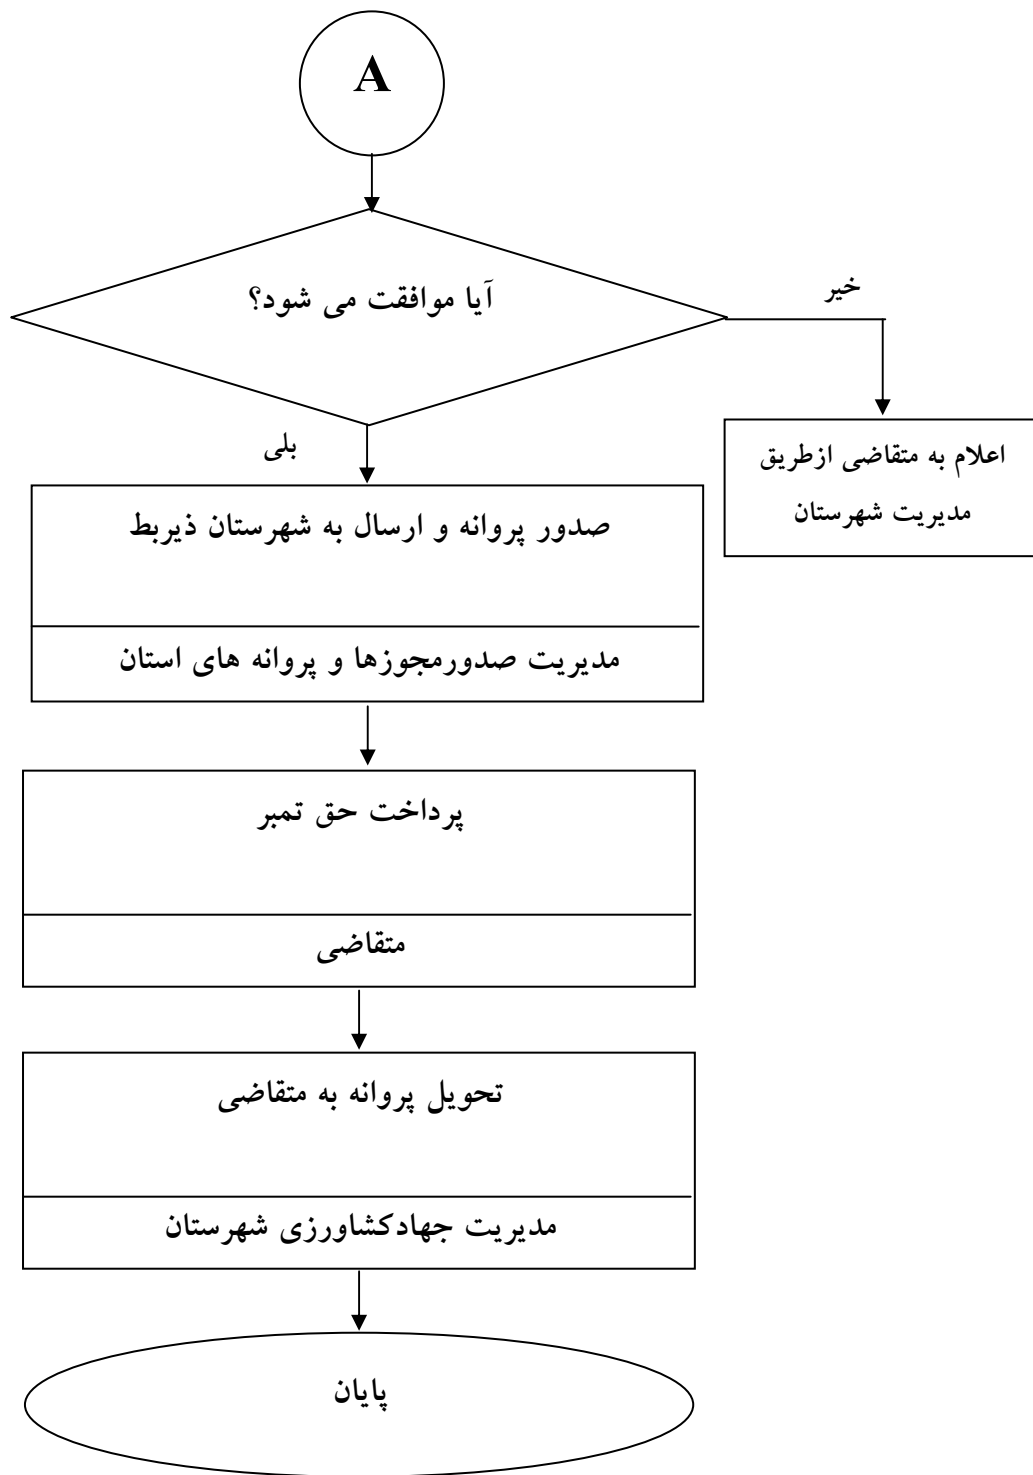 A
آیا موافقت می شود؟
خیر
بلی
اعلام به متقاضی ازطریق
مدیریت شهرستان
صدور پروانه و ارسال به شهرستان ذیربط
مدیریت صدورمجوزها و پروانه های استان
پرداخت حق تمبر
متقاضی
تحویل پروانه به متقاضی
مدیریت جهادکشاورزی شهرستان
پایان